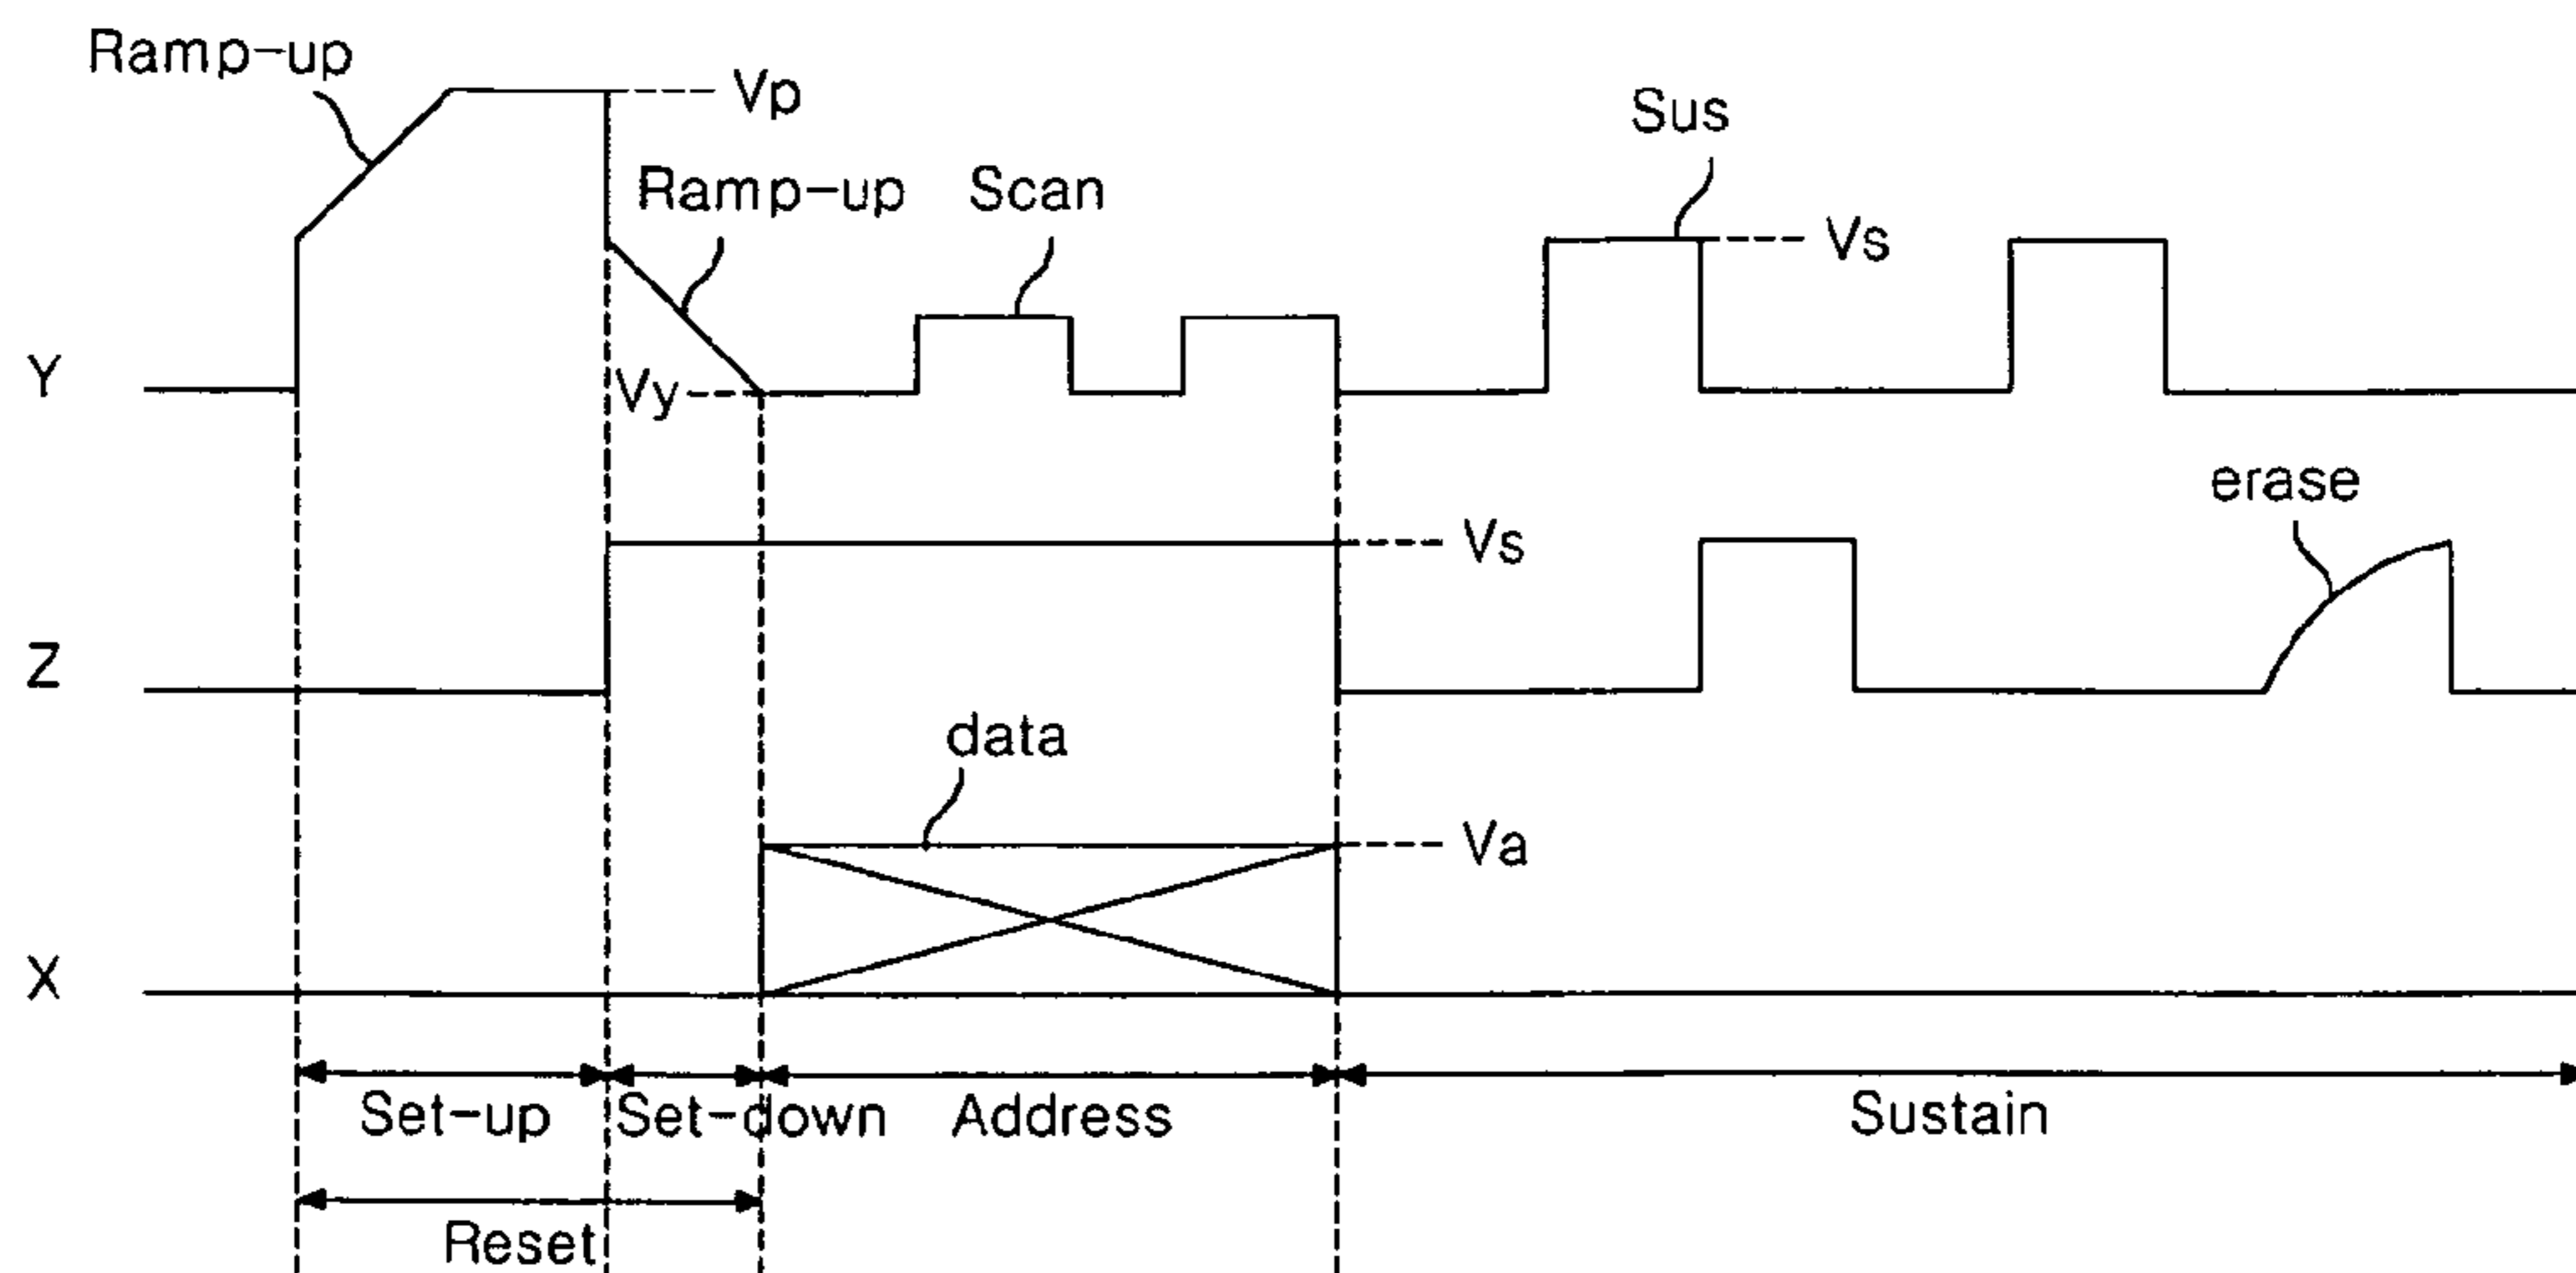 Ramp-up
Vp
Sus
Ramp-up
Scan
Vs
Y
Vy
erase
Vs
Z
data
Va
X
Set-up
Set-down
Address
Sustain
Reset